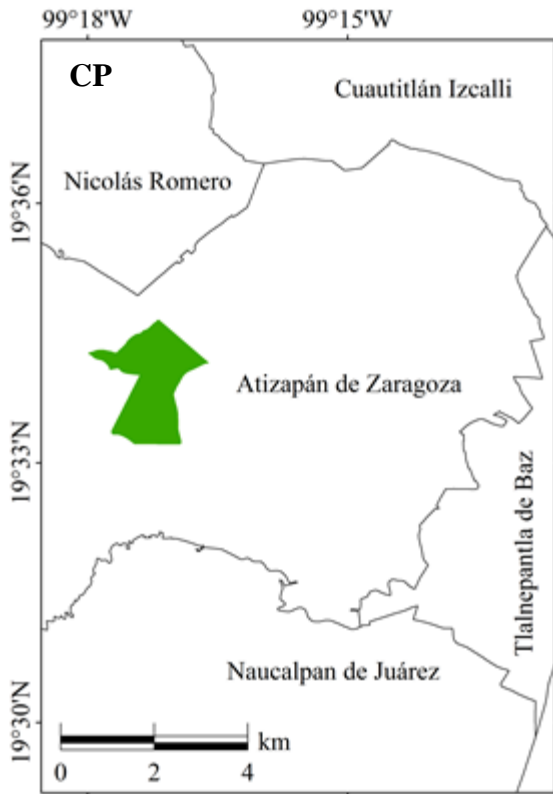 99°18'W
99°15'W
CP
Cuautitlán Izcalli
Nicolás Romero
19°36'N
Atizapán de Zaragoza
19°33'N
Tlalnepantla de Baz
Naucalpan de Juárez
19°30'N
km
0 2 4